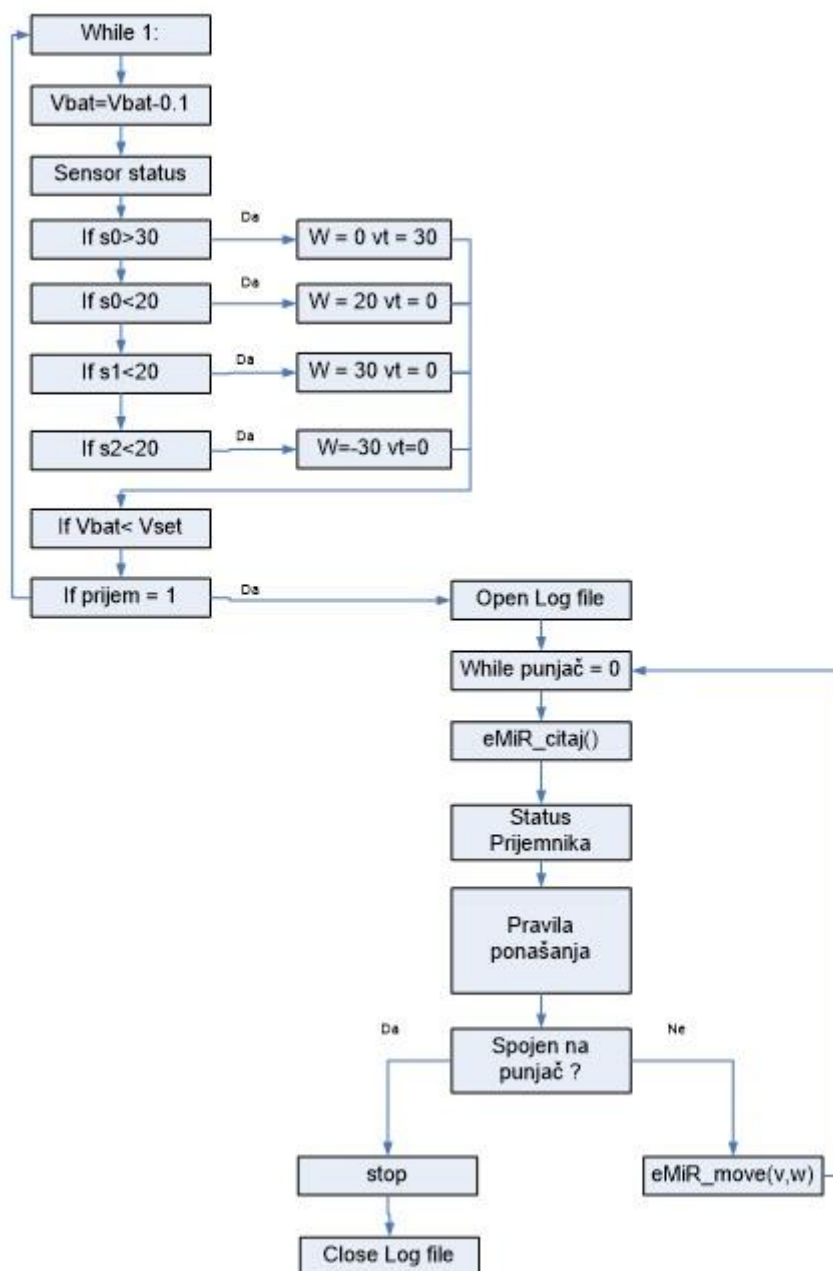 While 1:
Vbat=Vbat-0.1
Sensor status
Da
If s0>30
W = 0 vt = 30
Da
If s0<20
W = 20 vt = 0
Da
If s1<20
W = 30 vt = 0
Da
If s2<20
W=-30 vt=0
If Vbat< Vset
If prijem = 1
Da
Open Log file
While punjač = 0
eMiR_citaj()
Status
Prijemnika
Pravila
ponašanja
Da
Ne
Spojen na
punjač ?
stop
eMiR_move(v,w)
Close Log file